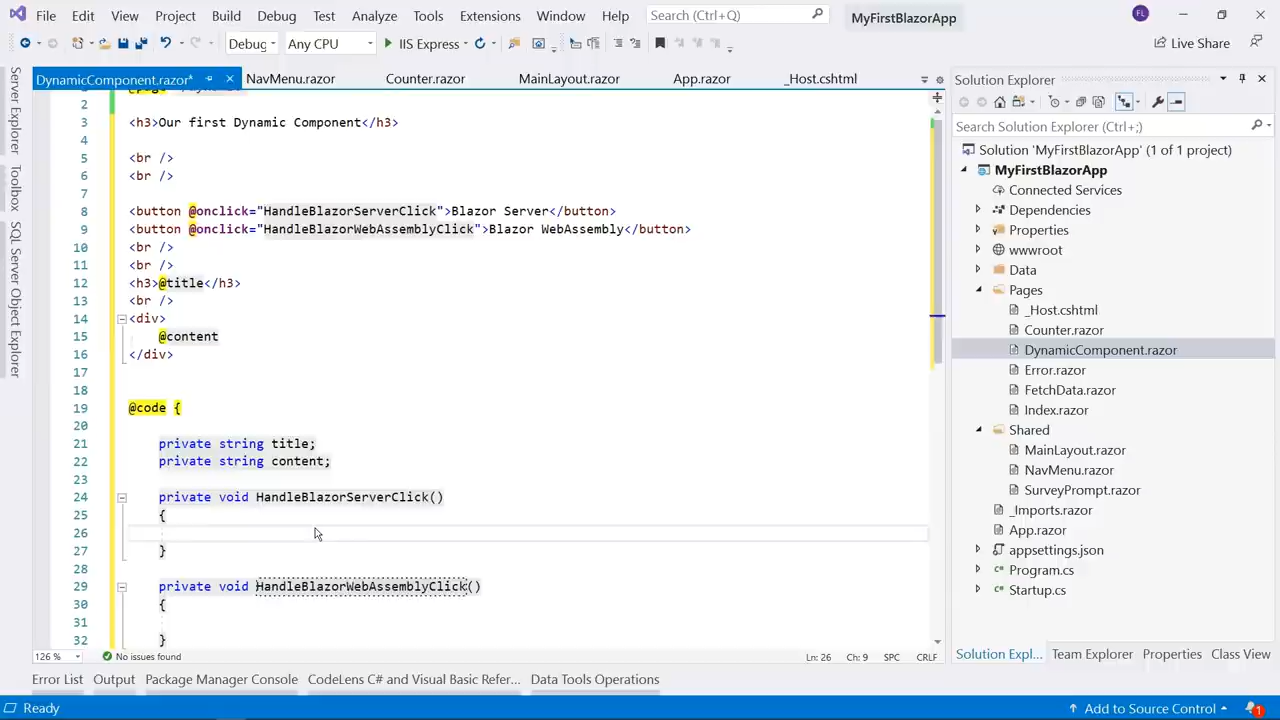 File Edit View Project Build Debug Test Analyze Tools Extensions Window Help Search (Ctrl+Q) MyFirstBlazorApp FL
Debug Any CPU IIS Express Live Share
DynamicComponent.razor* NavMenu.razor Counter.razor MainLayout.razor App.razor _Host.cshtml
Server Explorer
Toolbox
SQL Server Object Explorer
2
3 <h3>Our first Dynamic Component</h3>
4
5 <br />
6 <br />
7
8 <button @onclick="HandleBlazorServerClick">Blazor Server</button>
9 <button @onclick="HandleBlazorWebAssemblyClick">Blazor WebAssembly</button>
10 <br />
11 <br />
12 <h3>@title</h3>
13 <br />
14 <div>
15 @content
16 </div>
17
18
19 @code {
20
21 private string title;
22 private string content;
23
24 private void HandleBlazorServerClick()
25 {
26
27 }
28
29 private void HandleBlazorWebAssemblyClick()
30 {
31
32 }
126 % No issues found Ln: 26 Ch: 9 SPC CRLF
Solution Explorer
Search Solution Explorer (Ctrl+;)
Solution 'MyFirstBlazorApp' (1 of 1 project)
MyFirstBlazorApp
Connected Services
Dependencies
Properties
wwwroot
Data
Pages
_Host.cshtml
Counter.razor
DynamicComponent.razor
Error.razor
FetchData.razor
Index.razor
Shared
MainLayout.razor
NavMenu.razor
SurveyPrompt.razor
_Imports.razor
App.razor
appsettings.json
Program.cs
Startup.cs
Solution Expl... Team Explorer Properties Class View
Error List Output Package Manager Console CodeLens C# and Visual Basic Refer... Data Tools Operations
Ready Add to Source Control 1